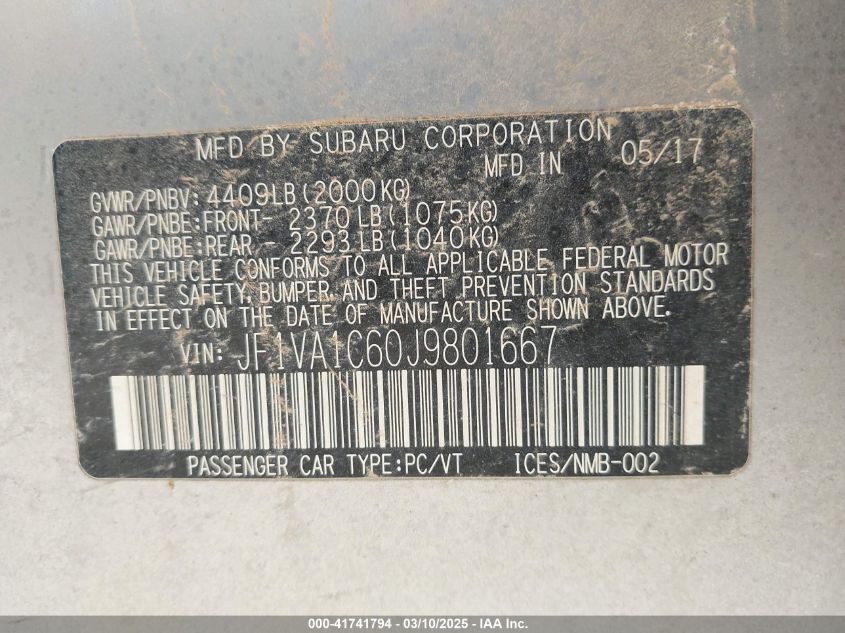 MFD BY SUBARU CORPORATION
MFD IN 05/17
GVWR/PNBV: 4409LB(2000KG)
GAWR/PNBE:FRONT- 2370LB(1075KG)
GAWR/PNBE:REAR - 2293LB(1040KG)
THIS VEHICLE CONFORMS TO ALL APPLICABLE FEDERAL MOTOR
VEHICLE SAFETY, BUMPER, AND THEFT PREVENTION STANDARDS
IN EFFECT ON THE DATE OF MANUFACTURE SHOWN ABOVE.
VIN: JF1VA1C60J9801667
PASSENGER CAR TYPE:PC/VT ICES/NMB-002
000-41741794 - 03/10/2025 - IAA Inc.